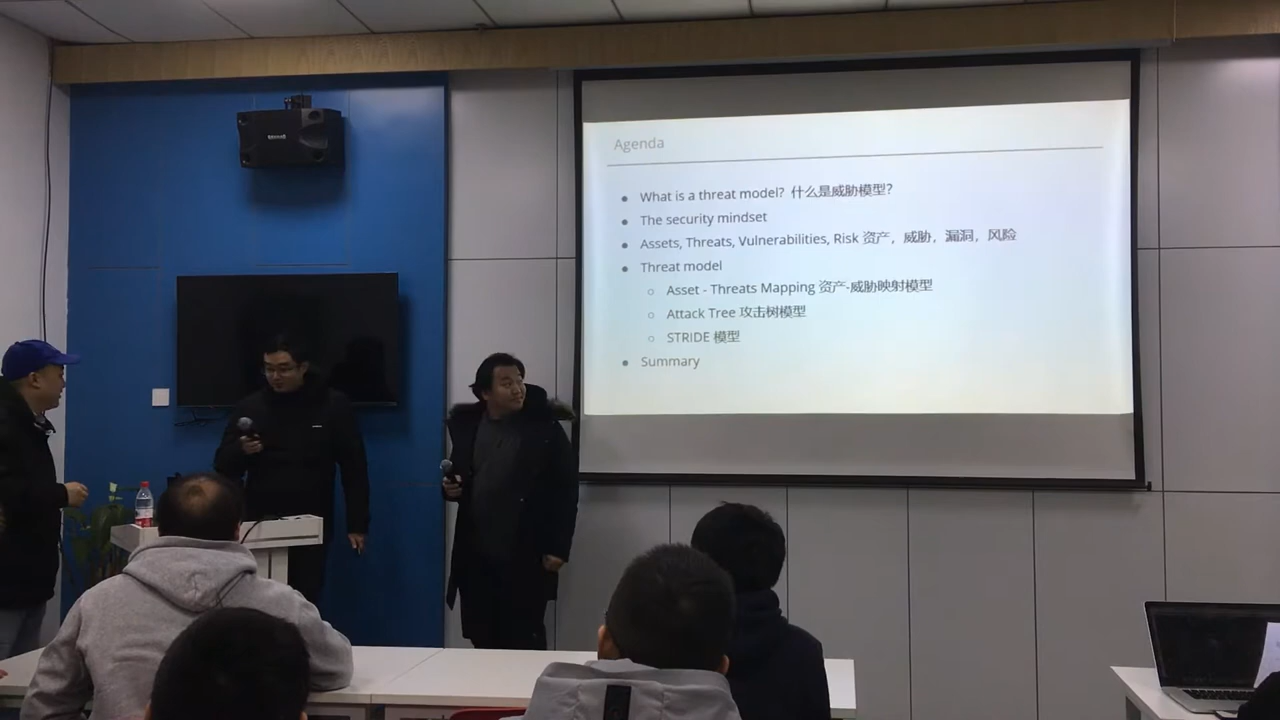 Agenda
What is a threat model? 什么是威胁模型?
The security mindset
Assets, Threats, Vulnerabilities, Risk 资产，威胁，漏洞，风险
Threat model
Asset - Threats Mapping 资产-威胁映射模型
Attack Tree 攻击树模型
STRIDE 模型
Summary